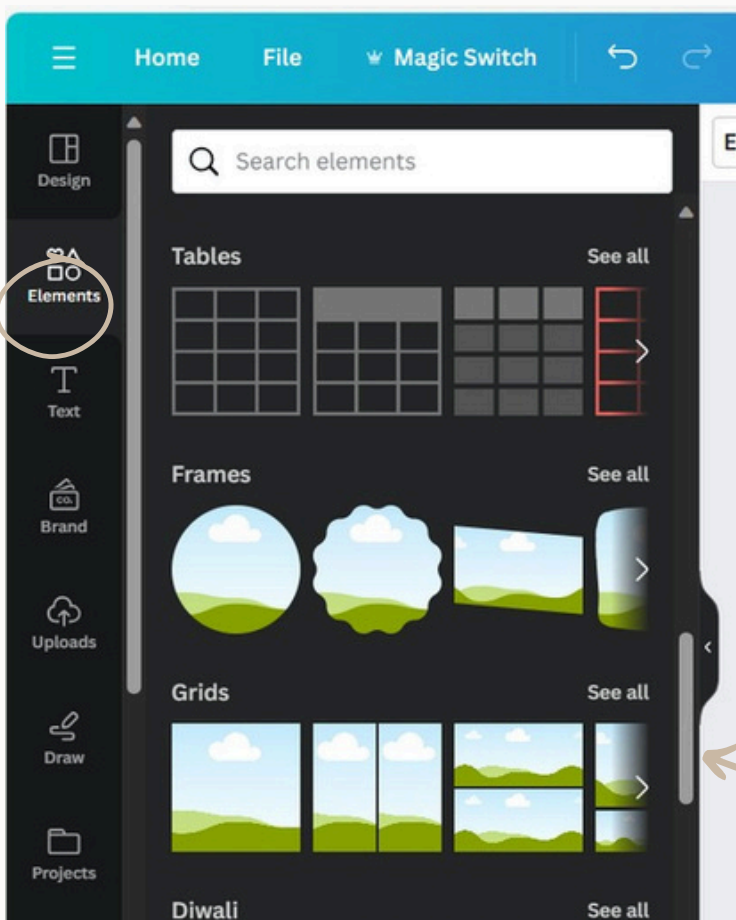 Home File Magic Switch
Design
Search elements
E
Elements
Tables See all
Text
Frames See all
CO.
Brand
Uploads
Grids See all
Draw
Projects
Diwali See all